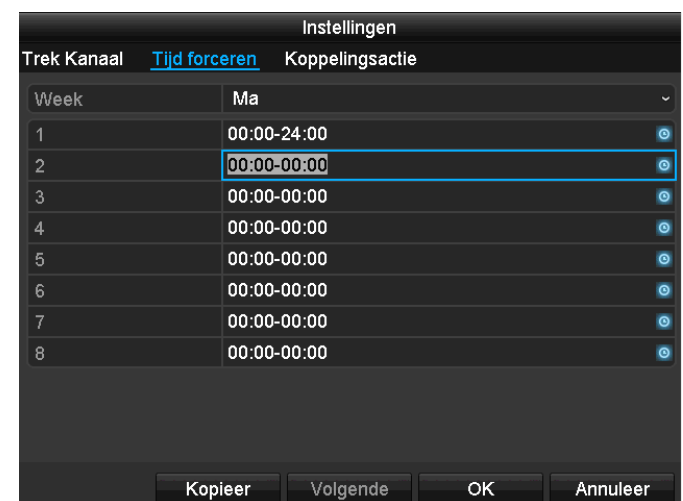 Instellingen
Trek Kanaal Tijd forceren Koppelingsactie
Week Ma
1 00:00-24:00
2 00:00-00:00
3 00:00-00:00
4 00:00-00:00
5 00:00-00:00
6 00:00-00:00
7 00:00-00:00
8 00:00-00:00
Kopieer Volgende OK Annuleer